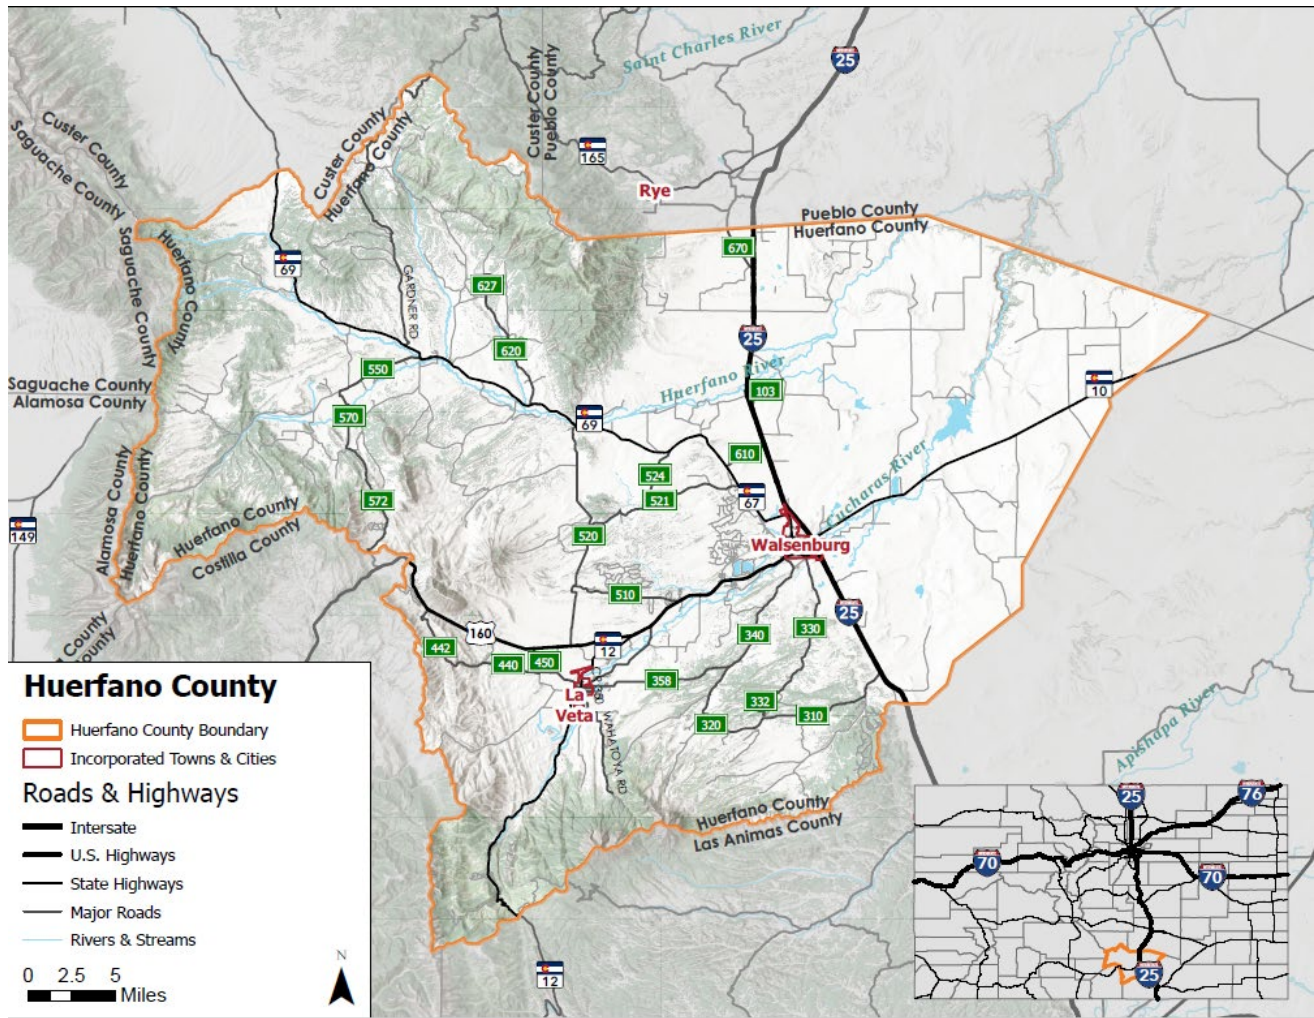 Saint Charles River
25
Custer County
Saguache County
Custer County
Huerfano County
Custer County
Pueblo County
165
Rye
Pueblo County
Huerfano County
Saguache County
Huerfano County
69
GARDNER RD
627
670
25
620
550
Huerfano River
103
10
Saguache County
Alamosa County
570
69
610
524
Cucharas River
67
521
572
Alamosa County
Huerfano County
Huerfano County
Costilla County
149
520
Walsenburg
510
25
160
12
340
330
442
440
450
358
La
Veta
WAHATOYA RD
332
320
310
County
County
Apishapa River
Huerfano County
Las Animas County
12
Huerfano County
Huerfano County Boundary
Incorporated Towns & Cities
Roads & Highways
Intersate
U.S. Highways
State Highways
Major Roads
Rivers & Streams
0 2.5 5
Miles
N
25
76
70
70
25